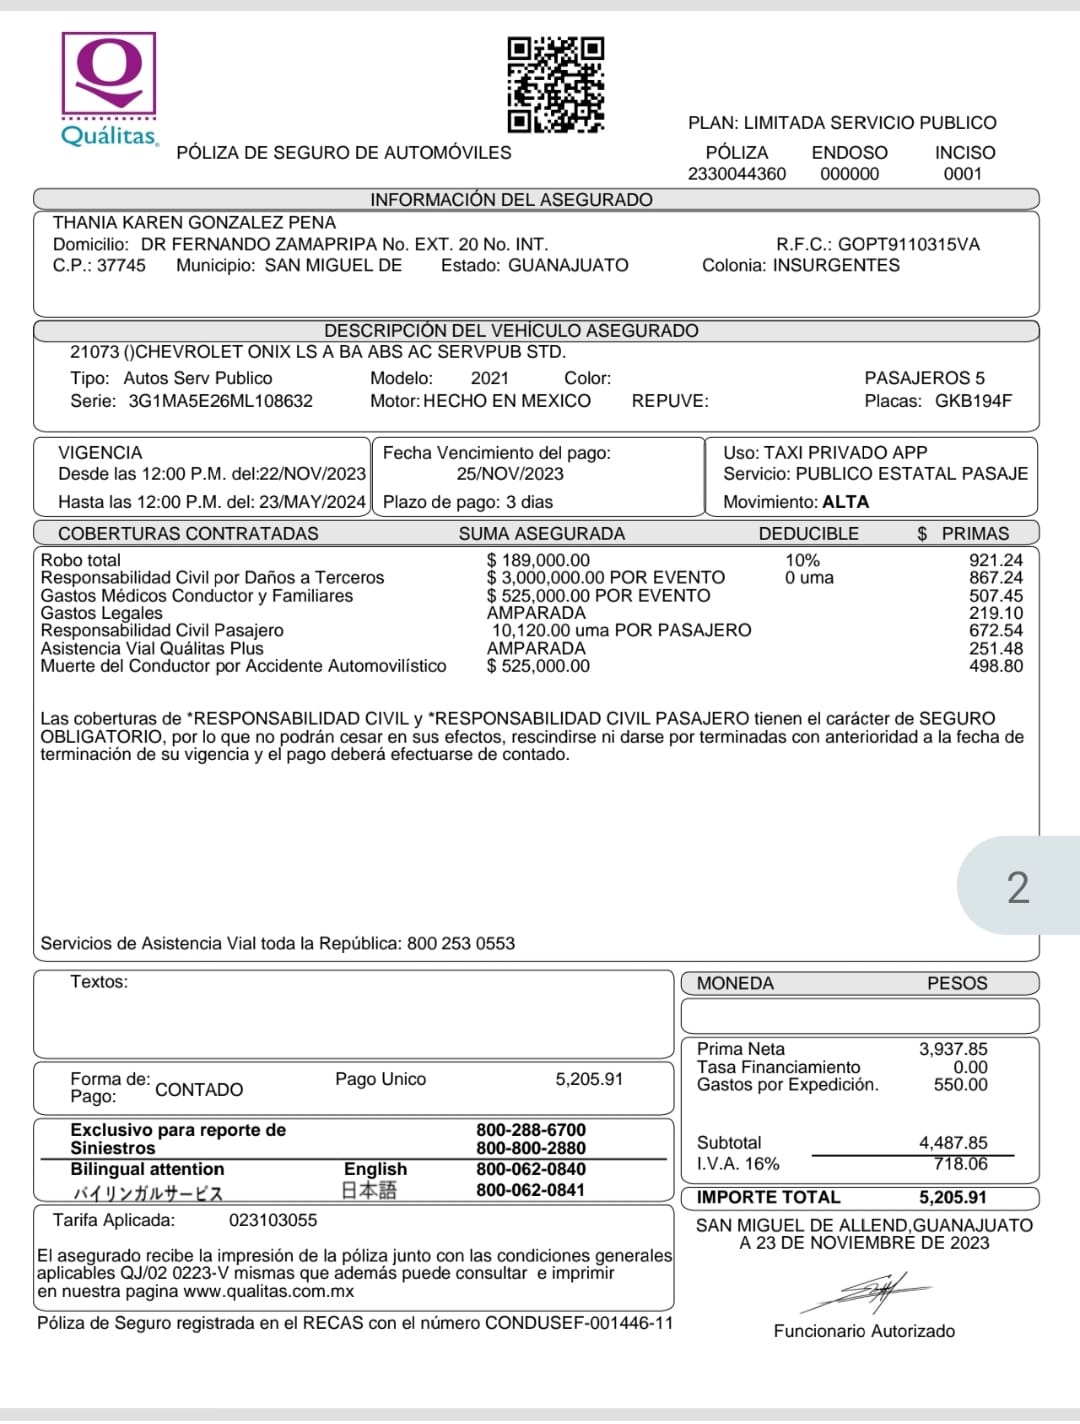 Quálitas
PLAN: LIMITADA SERVICIO PUBLICO
PÓLIZA DE SEGURO DE AUTOMÓVILES
PÓLIZA ENDOSO INCISO
2330044360 000000 0001
INFORMACIÓN DEL ASEGURADO
THANIA KAREN GONZALEZ PENA
Domicilio: DR FERNANDO ZAMAPRIPA No. EXT. 20 No. INT. R.F.C.: GOPT9110315VA
C.P.: 37745 Municipio: SAN MIGUEL DE Estado: GUANAJUATO Colonia: INSURGENTES
DESCRIPCIÓN DEL VEHÍCULO ASEGURADO
21073 ()CHEVROLET ONIX LS A BA ABS AC SERVPUB STD.
Tipo: Autos Serv Publico Modelo: 2021 Color: PASAJEROS 5
Serie: 3G1MA5E26ML108632 Motor: HECHO EN MEXICO REPUVE: Placas: GKB194F
VIGENCIA
Desde las 12:00 P.M. del:22/NOV/2023
Hasta las 12:00 P.M. del: 23/MAY/2024
Fecha Vencimiento del pago:
25/NOV/2023
Plazo de pago: 3 dias
Uso: TAXI PRIVADO APP
Servicio: PUBLICO ESTATAL PASAJE
Movimiento: ALTA
COBERTURAS CONTRATADAS SUMA ASEGURADA DEDUCIBLE $ PRIMAS
Robo total $ 189,000.00 10% 921.24
Responsabilidad Civil por Daños a Terceros $ 3,000,000.00 POR EVENTO 0 uma 867.24
Gastos Médicos Conductor y Familiares $ 525,000.00 POR EVENTO 507.45
Gastos Legales AMPARADA 219.10
Responsabilidad Civil Pasajero 10,120.00 uma POR PASAJERO 672.54
Asistencia Vial Quálitas Plus AMPARADA 251.48
Muerte del Conductor por Accidente Automovilístico $ 525,000.00 498.80
Las coberturas de *RESPONSABILIDAD CIVIL y *RESPONSABILIDAD CIVIL PASAJERO tienen el carácter de SEGURO
OBLIGATORIO, por lo que no podrán cesar en sus efectos, rescindirse ni darse por terminadas con anterioridad a la fecha de
terminación de su vigencia y el pago deberá efectuarse de contado.
2
Servicios de Asistencia Vial toda la República: 800 253 0553
Textos:
MONEDA PESOS
Prima Neta 3,937.85
Tasa Financiamiento 0.00
Gastos por Expedición. 550.00
Subtotal 4,487.85
I.V.A. 16% 718.06
IMPORTE TOTAL 5,205.91
Forma de: CONTADO Pago Unico 5,205.91
Pago:
Exclusivo para reporte de 800-288-6700
Siniestros 800-800-2880
Bilingual attention English 800-062-0840
バイリンガルサービス 日本語 800-062-0841
Tarifa Aplicada: 023103055
El asegurado recibe la impresión de la póliza junto con las condiciones generales
aplicables QJ/02 0223-V mismas que además puede consultar e imprimir
en nuestra pagina www.qualitas.com.mx
Póliza de Seguro registrada en el RECAS con el número CONDUSEF-001446-11
SAN MIGUEL DE ALLEND,GUANAJUATO
A 23 DE NOVIEMBRE DE 2023
Funcionario Autorizado